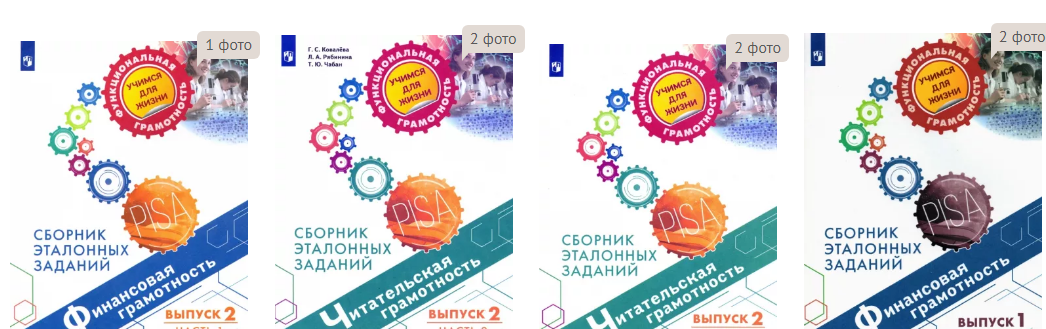 1 фото
ФУНКЦИОНАЛЬНАЯ ГРАМОТНОСТЬ
УЧИМСЯ
ДЛЯ
ЖИЗНИ
PISA
СБОРНИК
ЭТАЛОННЫХ
ЗАДАНИЙ
Финансовая
грамотность
ВЫПУСК 2
2 фото
Г. С. Ковалёва
Л. А. Рябинина
Т. Ю. Чабан
ФУНКЦИОНАЛЬНАЯ ГРАМОТНОСТЬ
УЧИМСЯ
ДЛЯ
ЖИЗНИ
PISA
СБОРНИК
ЭТАЛОННЫХ
ЗАДАНИЙ
Читательская
грамотность
ВЫПУСК 2
2 фото
ФУНКЦИОНАЛЬНАЯ ГРАМОТНОСТЬ
УЧИМСЯ
ДЛЯ
ЖИЗНИ
PISA
СБОРНИК
ЭТАЛОННЫХ
ЗАДАНИЙ
Читательская
грамотность
ВЫПУСК 2
2 фото
ФУНКЦИОНАЛЬНАЯ ГРАМОТНОСТЬ
УЧИМСЯ
ДЛЯ
ЖИЗНИ
PISA
СБОРНИК
ЭТАЛОННЫХ
ЗАДАНИЙ
Финансовая
грамотность
ВЫПУСК 1